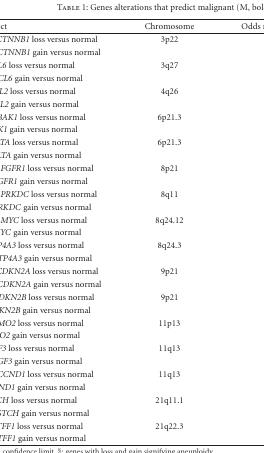 TABLE 1: Genes alterations that predict malignant (M, bol
ct Chromosome Odds
CTNNB1 loss versus normal 3p22
CTNNB1 gain versus normal
L6 loss versus normal 3q27
CL6 gain versus normal
L2 loss versus normal 4q26
IL2 gain versus normal
BAK1 loss versus normal 6p21.3
K1 gain versus normal
TA loss versus normal 6p21.3
LTA gain versus normal
FGFR1 loss versus normal 8p21
GFR1 gain versus normal
PRKDC loss versus normal 8q11
RKDC gain versus normal
MYC loss versus normal 8q24.12
YC gain versus normal
P4A3 loss versus normal 8q24.3
TP4A3 gain versus normal
CDKN2A loss versus normal 9p21
CDKN2A gain versus normal
DKN2B loss versus normal 9p21
KN2B gain versus normal
MO2 loss versus normal 11p13
O2 gain versus normal
F3 loss versus normal 11q13
GF3 gain versus normal
CCND1 loss versus normal 11q13
ND1 gain versus normal
CH loss versus normal 21q11.1
STCH gain versus normal
TFF1 loss versus normal 21q22.3
TFF1 gain versus normal
confidence limit. §: genes with loss and gain signifying aneuploidy